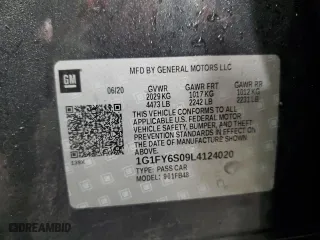 GM
MFD BY GENERAL MOTORS LLC
06/20 GVWR GAWR FRT GAWR RR
2029 KG 1017 KG 1012 KG
4473 LB 2242 LB 2231 LB
THIS VEHICLE CONFORMS TO ALL
APPLICABLE U.S. FEDERAL MOTOR
VEHICLE SAFETY, BUMPER, AND THEFT
PREVENTION STANDARDS IN EFFECT
ON THE DATE OF MANUFACTURE
SHOWN ABOVE.
1G1FY6S09L4124020
TYPE: PASS CAR
MODEL: 1FB48